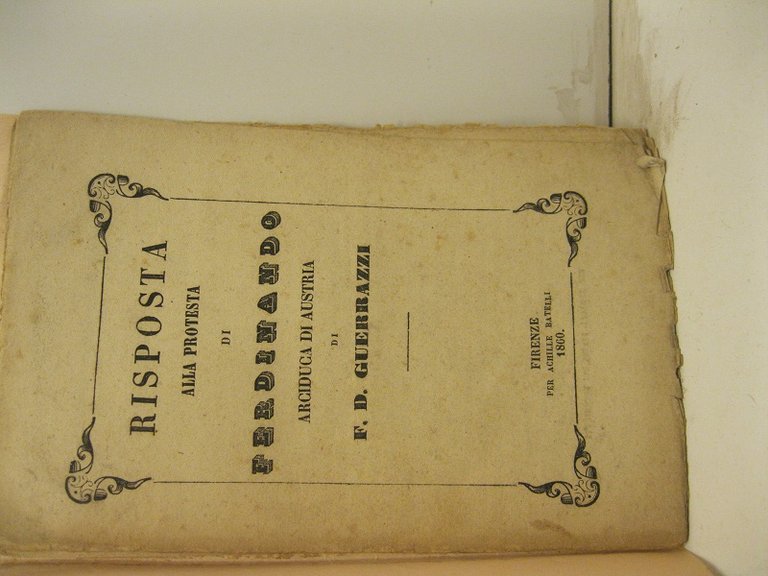 RISPOSTA
ALLA PROTESTA
DI
FERDINANDO
ARCIDUCA DI AUSTRIA
DI
F. D. GUERRAZZI
FIRENZE
PER ACHILLE BATELLI
1860.